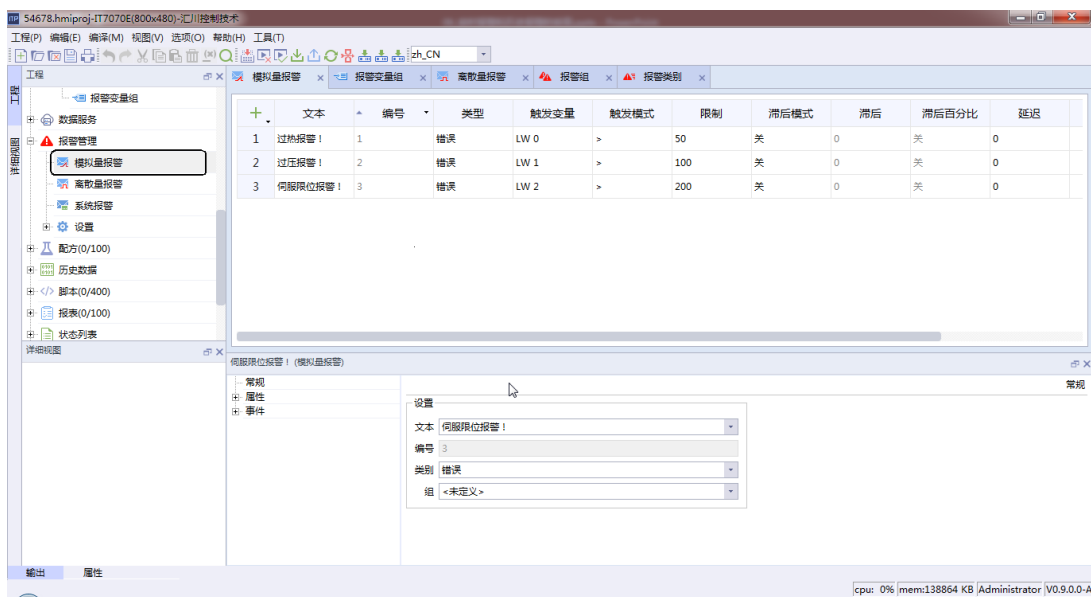 54678.hmiproj-IT7070E(800x480)-汇川控制技术
工程(P) 编辑(E) 编译(M) 视图(V) 选项(O) 帮助(H) 工具(T)
zh_CN
工程
模拟量报警 报警变量组 离散量报警 报警组 报警类别
工程
详细视图
报警变量组
数据服务
报警管理
模拟量报警
离散量报警
系统报警
设置
配方(0/100)
历史数据
脚本(0/400)
报表(0/100)
状态列表
文本 编号 类型 触发变量 触发模式 限制 滞后模式 滞后 滞后百分比 延迟
1 过热报警！ 1 错误 LW 0 > 50 关 0 关 0
2 过压报警！ 2 错误 LW 1 > 100 关 0 关 0
3 伺服限位报警！ 3 错误 LW 2 > 200 关 0 关 0
详细视图
伺服限位报警！ (模拟量报警)
常规
属性
事件
常规
设置
文本 伺服限位报警！
编号 3
类别 错误
组 <未定义>
输出 属性
cpu: 0% mem:138864 KB Administrator V0.9.0.0-A